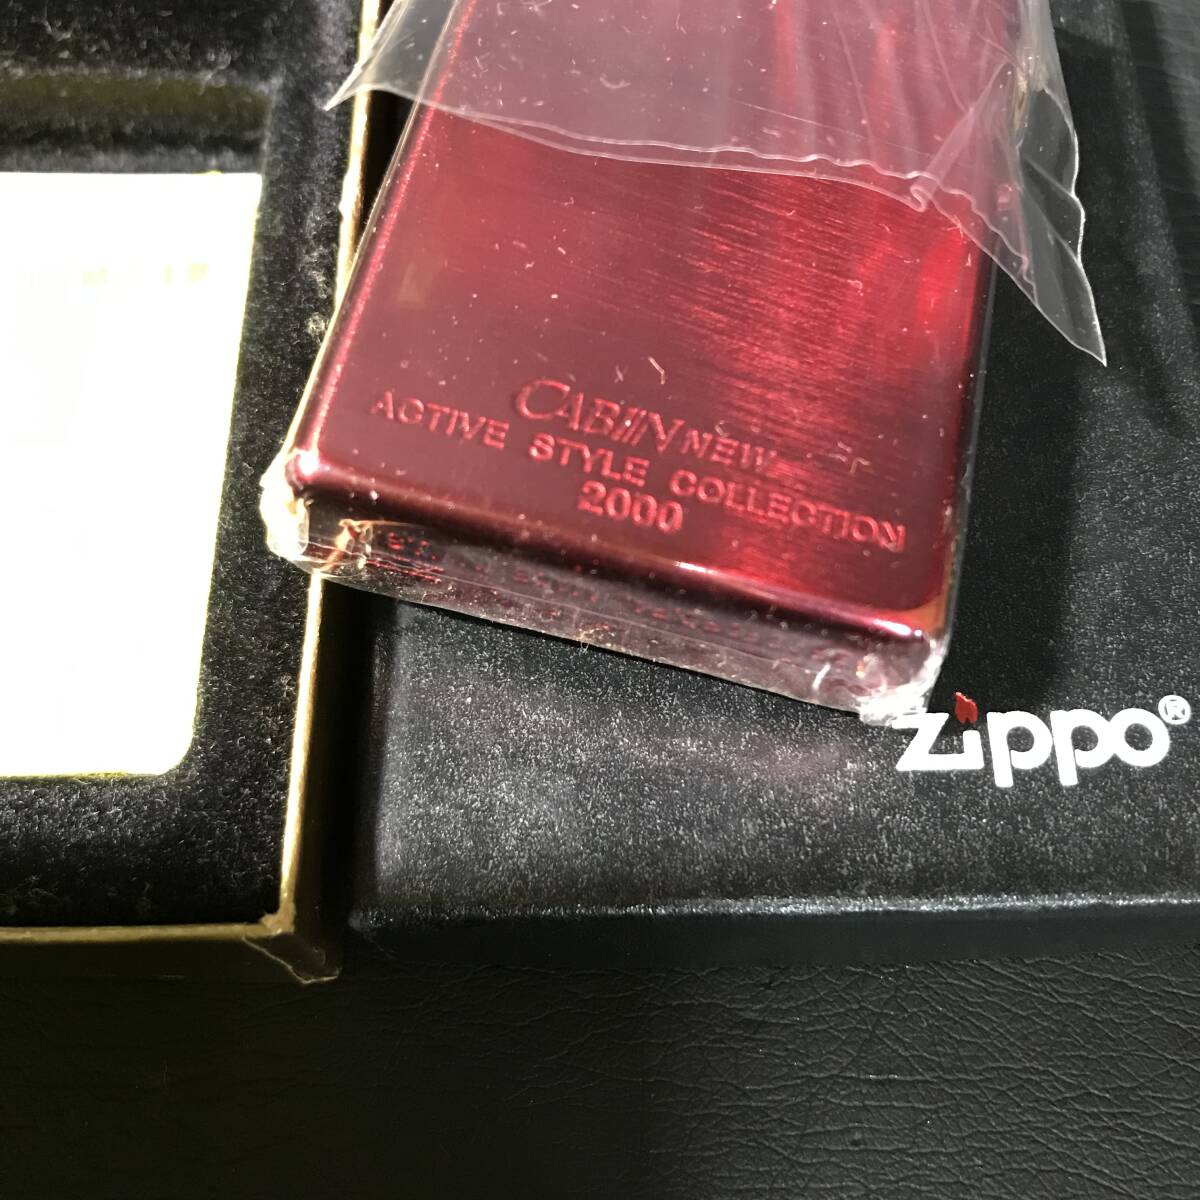 CABIN NEW
ACTIVE STYLE COLLECTION
2000
zippo®